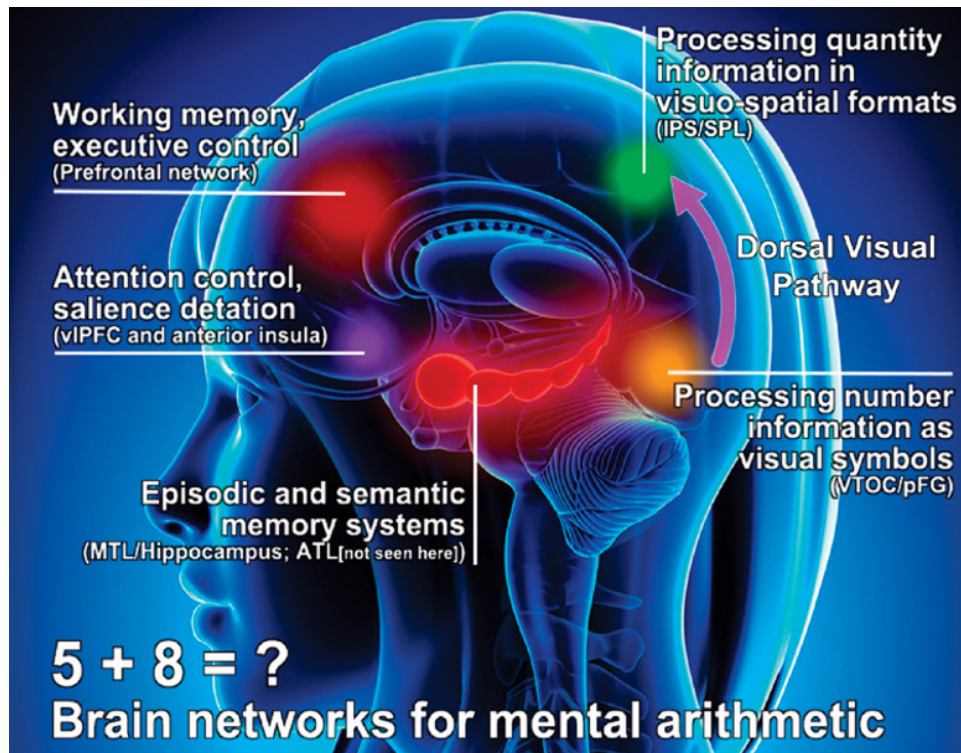 Processing quantity
information in
visuo-spatial formats
(IPS/SPL)
Working memory,
executive control
(Prefrontal network)
Dorsal Visual
Pathway
Attention control,
salience detation
(vlPFC and anterior insula)
Processing number
information as
visual symbols
(VTOC/pFG)
Episodic and semantic
memory systems
(MTL/Hippocampus; ATL[not seen here])
5 + 8 = ?
Brain networks for mental arithmetic